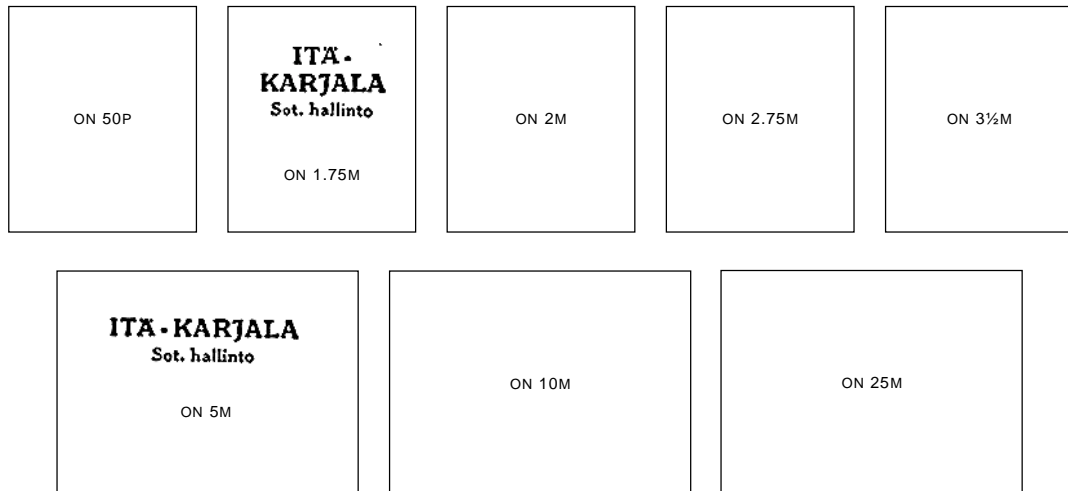 ON 50P
ITÄ-
KARJALA
Sot. hallinto
ON 1.75M
ON 2M
ON 2.75M
ON 3½M
ITÄ-KARJALA
Sot. hallinto
ON 5M
ON 10M
ON 25M